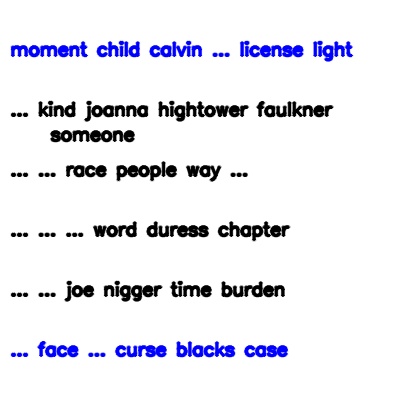 moment child calvin ... license light
... kind joanna hightower faulkner
someone
... ... race people way ...
... ... ... word duress chapter
... ... joe nigger time burden
... face ... curse blacks case